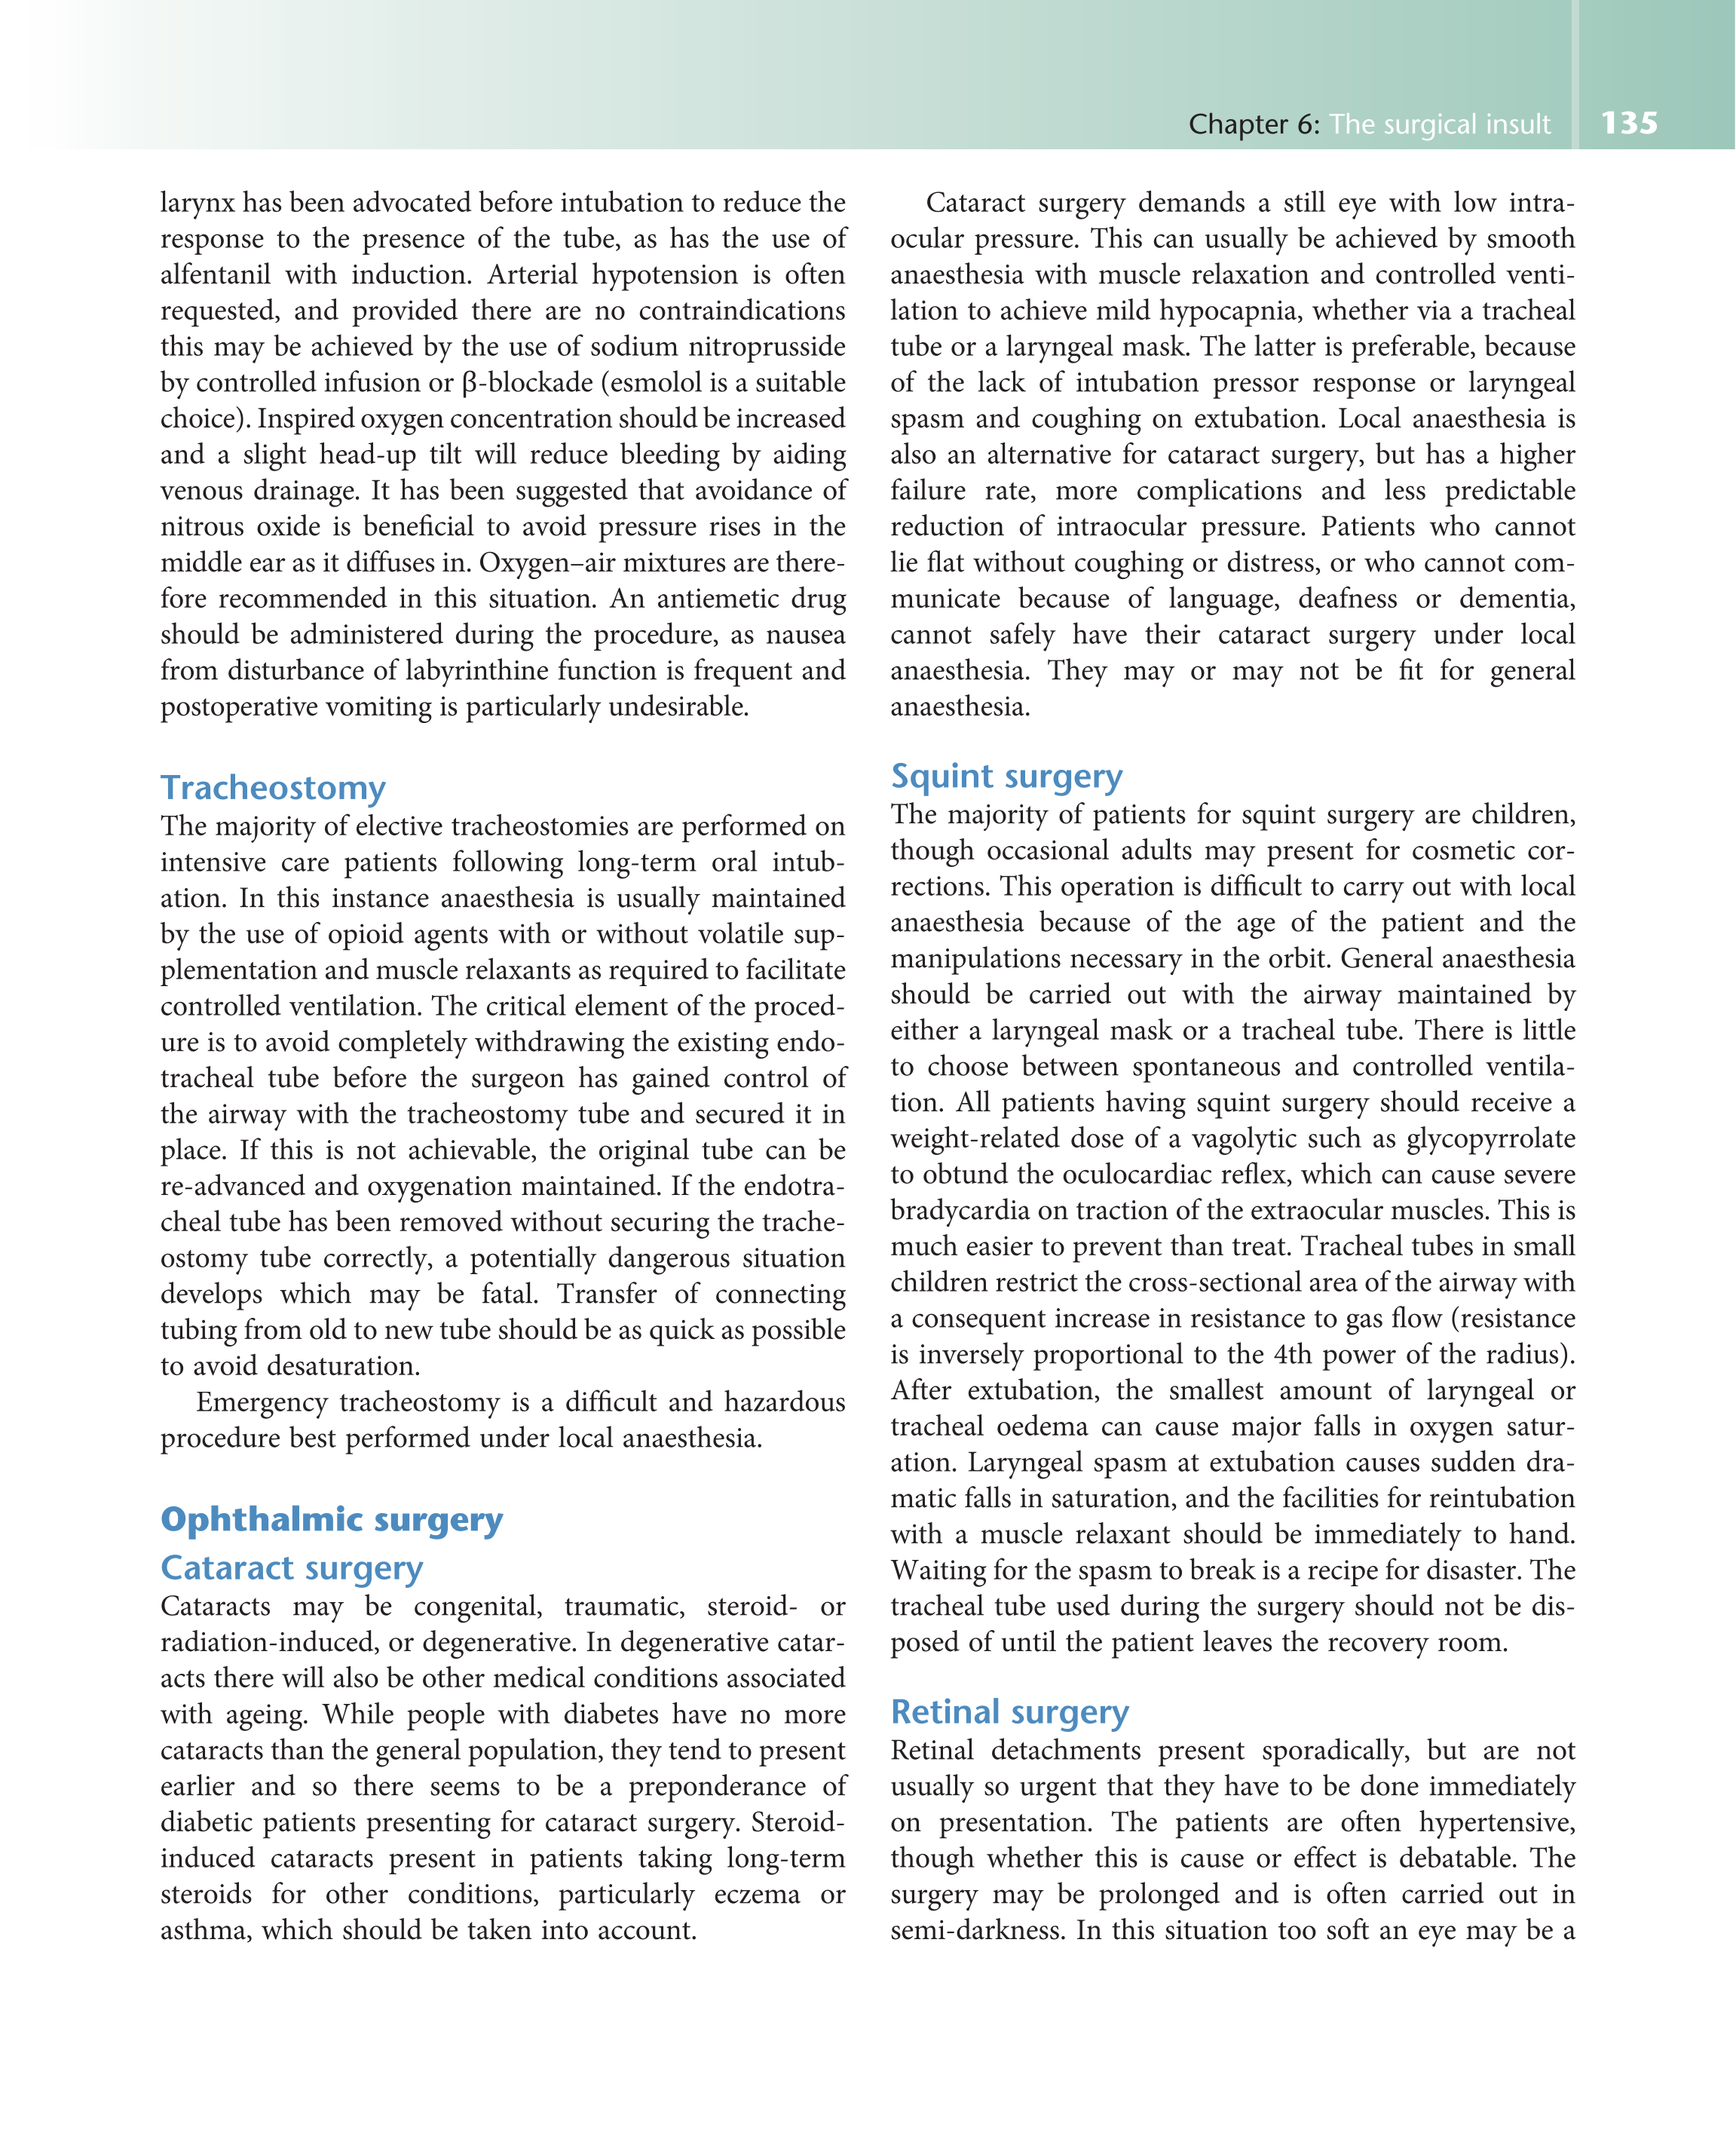 Chapter 6: The surgical insult 135
larynx has been advocated before intubation to reduce the
response to the presence of the tube, as has the use of
alfentanil with induction. Arterial hypotension is often
requested, and provided there are no contraindications
this may be achieved by the use of sodium nitroprusside
by controlled infusion or β-blockade (esmolol is a suitable
choice). Inspired oxygen concentration should be increased
and a slight head-up tilt will reduce bleeding by aiding
venous drainage. It has been suggested that avoidance of
nitrous oxide is beneficial to avoid pressure rises in the
middle ear as it diffuses in. Oxygen–air mixtures are there-
fore recommended in this situation. An antiemetic drug
should be administered during the procedure, as nausea
from disturbance of labyrinthine function is frequent and
postoperative vomiting is particularly undesirable.
Tracheostomy
The majority of elective tracheostomies are performed on
intensive care patients following long-term oral intub-
ation. In this instance anaesthesia is usually maintained
by the use of opioid agents with or without volatile sup-
plementation and muscle relaxants as required to facilitate
controlled ventilation. The critical element of the proced-
ure is to avoid completely withdrawing the existing endo-
tracheal tube before the surgeon has gained control of
the airway with the tracheostomy tube and secured it in
place. If this is not achievable, the original tube can be
re-advanced and oxygenation maintained. If the endotra-
cheal tube has been removed without securing the trache-
ostomy tube correctly, a potentially dangerous situation
develops which may be fatal. Transfer of connecting
tubing from old to new tube should be as quick as possible
to avoid desaturation.
Emergency tracheostomy is a difficult and hazardous
procedure best performed under local anaesthesia.
Ophthalmic surgery
Cataract surgery
Cataracts may be congenital, traumatic, steroid- or
radiation-induced, or degenerative. In degenerative catar-
acts there will also be other medical conditions associated
with ageing. While people with diabetes have no more
cataracts than the general population, they tend to present
earlier and so there seems to be a preponderance of
diabetic patients presenting for cataract surgery. Steroid-
induced cataracts present in patients taking long-term
steroids for other conditions, particularly eczema or
asthma, which should be taken into account.
Cataract surgery demands a still eye with low intra-
ocular pressure. This can usually be achieved by smooth
anaesthesia with muscle relaxation and controlled venti-
lation to achieve mild hypocapnia, whether via a tracheal
tube or a laryngeal mask. The latter is preferable, because
of the lack of intubation pressor response or laryngeal
spasm and coughing on extubation. Local anaesthesia is
also an alternative for cataract surgery, but has a higher
failure rate, more complications and less predictable
reduction of intraocular pressure. Patients who cannot
lie flat without coughing or distress, or who cannot com-
municate because of language, deafness or dementia,
cannot safely have their cataract surgery under local
anaesthesia. They may or may not be fit for general
anaesthesia.
Squint surgery
The majority of patients for squint surgery are children,
though occasional adults may present for cosmetic cor-
rections. This operation is difficult to carry out with local
anaesthesia because of the age of the patient and the
manipulations necessary in the orbit. General anaesthesia
should be carried out with the airway maintained by
either a laryngeal mask or a tracheal tube. There is little
to choose between spontaneous and controlled ventila-
tion. All patients having squint surgery should receive a
weight-related dose of a vagolytic such as glycopyrrolate
to obtund the oculocardiac reflex, which can cause severe
bradycardia on traction of the extraocular muscles. This is
much easier to prevent than treat. Tracheal tubes in small
children restrict the cross-sectional area of the airway with
a consequent increase in resistance to gas flow (resistance
is inversely proportional to the 4th power of the radius).
After extubation, the smallest amount of laryngeal or
tracheal oedema can cause major falls in oxygen satur-
ation. Laryngeal spasm at extubation causes sudden dra-
matic falls in saturation, and the facilities for reintubation
with a muscle relaxant should be immediately to hand.
Waiting for the spasm to break is a recipe for disaster. The
tracheal tube used during the surgery should not be dis-
posed of until the patient leaves the recovery room.
Retinal surgery
Retinal detachments present sporadically, but are not
usually so urgent that they have to be done immediately
on presentation. The patients are often hypertensive,
though whether this is cause or effect is debatable. The
surgery may be prolonged and is often carried out in
semi-darkness. In this situation too soft an eye may be a